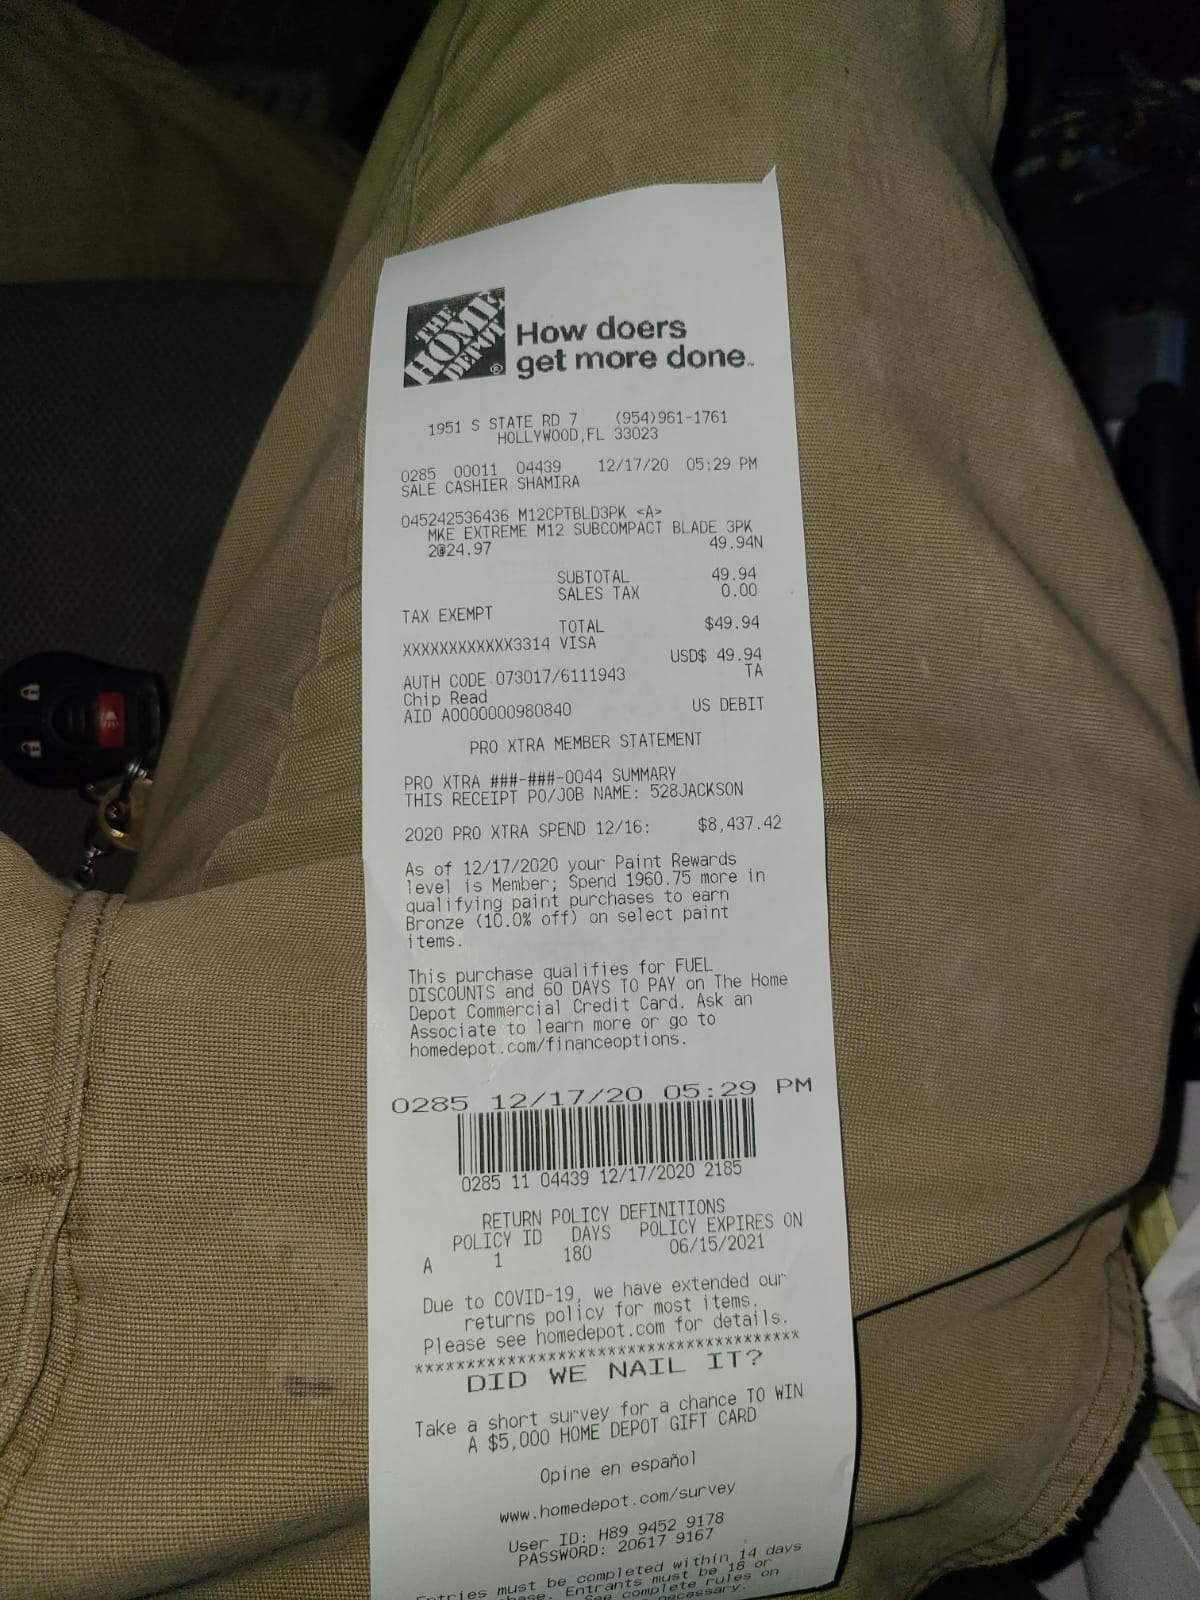 THE
HOME
DEPOT
®
How doers
get more done™
1951 S STATE RD 7 (954)961-1761
HOLLYWOOD,FL 33023
0285 00011 04439 12/17/20 05:29 PM
SALE CASHIER SHAMIRA
045242536436 M12CPTBLD3PK <A>
MKE EXTREME M12 SUBCOMPACT BLADE 3PK
2@24.97 49.94N
SUBTOTAL 49.94
SALES TAX 0.00
TAX EXEMPT
TOTAL $49.94
XXXXXXXXXXXX3314 VISA
USD$ 49.94
AUTH CODE 073017/6111943 TA
Chip Read
AID A0000000980840 US DEBIT
PRO XTRA MEMBER STATEMENT
PRO XTRA ###-###-0044 SUMMARY
THIS RECEIPT PO/JOB NAME: 528JACKSON
2020 PRO XTRA SPEND 12/16: $8,437.42
As of 12/17/2020 your Paint Rewards
level is Member; Spend 1960.75 more in
qualifying paint purchases to earn
Bronze (10.0% off) on select paint
items.
This purchase qualifies for FUEL
DISCOUNTS and 60 DAYS TO PAY on The Home
Depot Commercial Credit Card. Ask an
Associate to learn more or go to
homedepot.com/financeoptions.
0285 12/17/20 05:29 PM
0285 11 04439 12/17/2020 2185
RETURN POLICY DEFINITIONS
POLICY ID DAYS POLICY EXPIRES ON
A 1 180 06/15/2021
Due to COVID-19, we have extended our
returns policy for most items.
Please see homedepot.com for details.
****************************************
DID WE NAIL IT?
Take a short survey for a chance TO WIN
A $5,000 HOME DEPOT GIFT CARD
Opine en español
www.homedepot.com/survey
User ID: H89 9452 9178
PASSWORD: 20617 9167
Entries must be completed within 14 days
Entrants must be 18 or
See complete rules on
necessary.